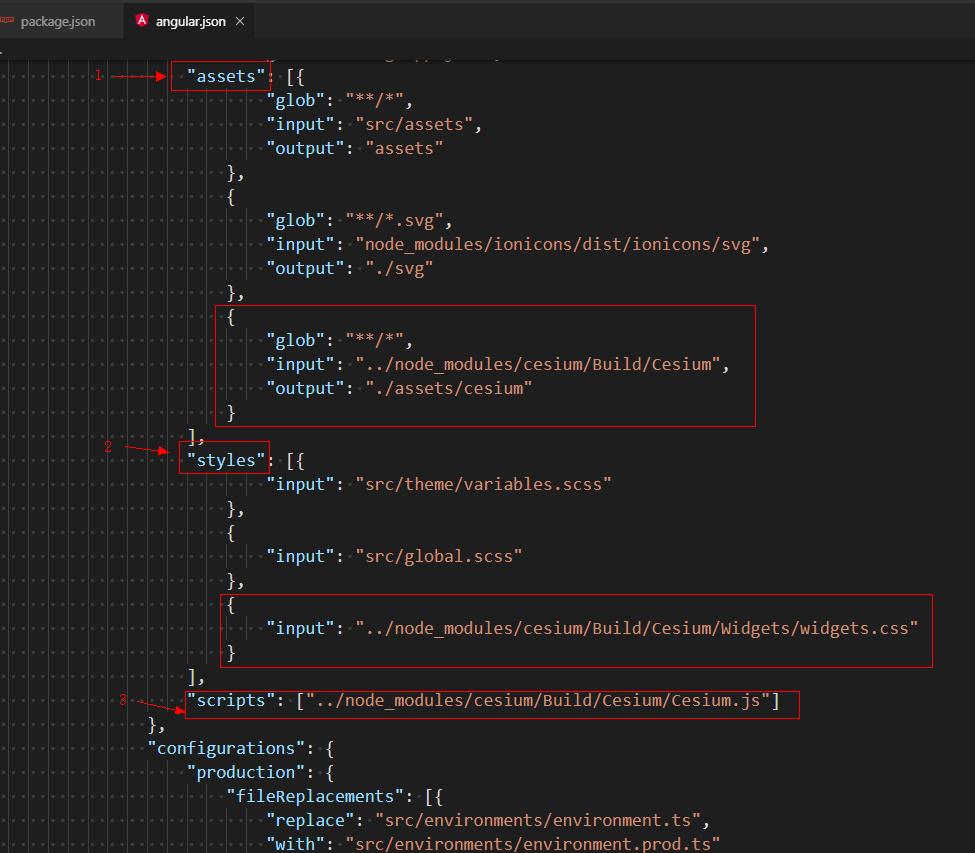 package.json
angular.json
1 "assets": [{
"glob": "**/*",
"input": "src/assets",
"output": "assets"
},
{
"glob": "**/*.svg",
"input": "node_modules/ionicons/dist/ionicons/svg",
"output": "./svg"
},
{
"glob": "**/*",
"input": "../node_modules/cesium/Build/Cesium",
"output": "./assets/cesium"
}
],
2 "styles": [{
"input": "src/theme/variables.scss"
},
{
"input": "src/global.scss"
},
{
"input": "../node_modules/cesium/Build/Cesium/Widgets/widgets.css"
}
],
3 "scripts": ["../node_modules/cesium/Build/Cesium/Cesium.js"]
},
"configurations": {
"production": {
"fileReplacements": [{
"replace": "src/environments/environment.ts",
"with": "src/environments/environment.prod.ts"